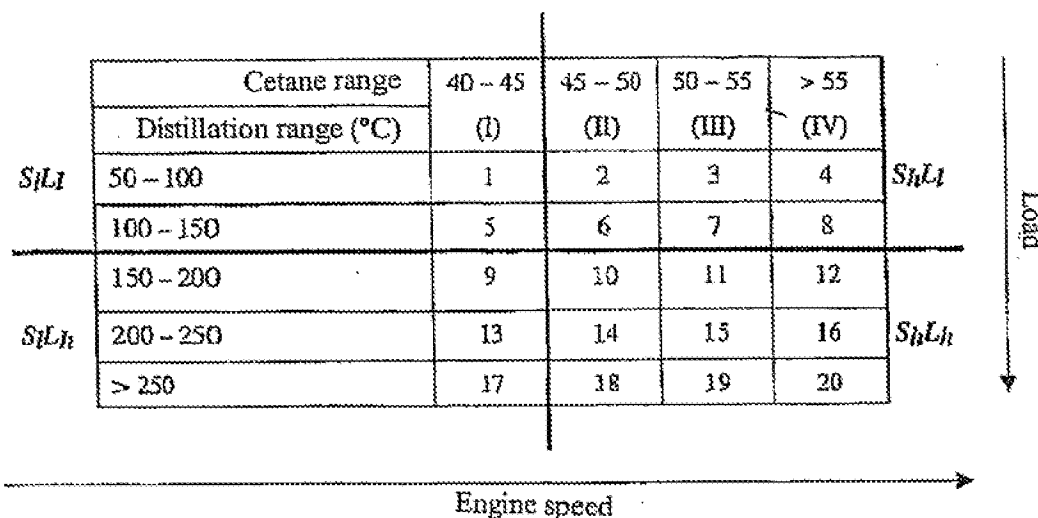 Cetane range 40 – 45 45 – 50 50 – 55 > 55
Distillation range (°C) (I) (II) (III) (IV)
SlLl 50 – 100 1 2 3 4 ShLl
100 – 150 5 6 7 8
150 – 200 9 10 11 12
SlLh 200 – 250 13 14 15 16 ShLh
> 250 17 18 19 20
Load
Engine speed